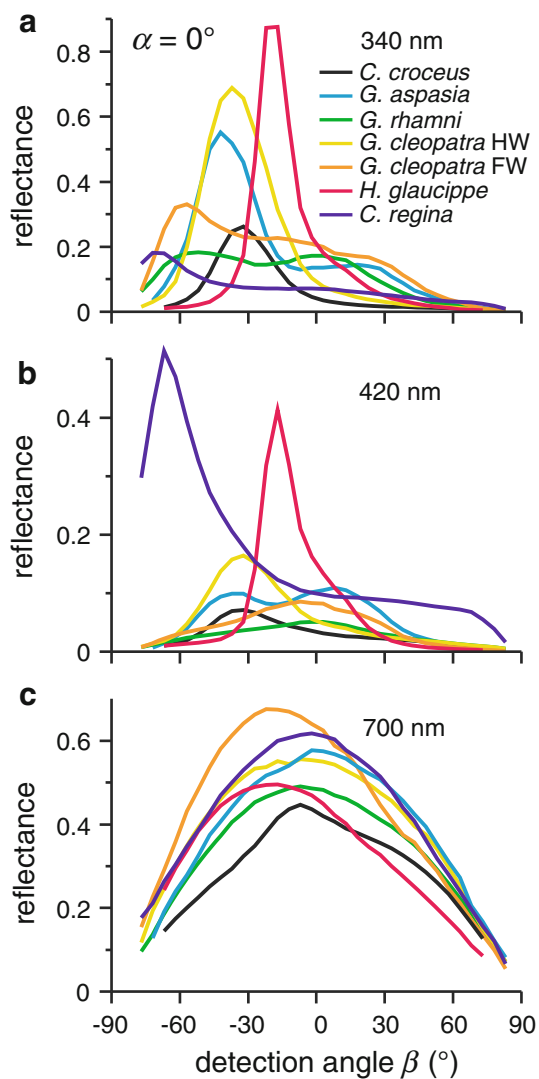 a
α = 0°
340 nm
C. croceus
G. aspasia
G. rhamni
G. cleopatra HW
G. cleopatra FW
H. glaucippe
C. regina
reflectance
0.8
0.6
0.4
0.2
0
b
420 nm
reflectance
0.4
0.2
0
c
700 nm
reflectance
0.6
0.4
0.2
0
-90 -60 -30 0 30 60 90
detection angle β (°)